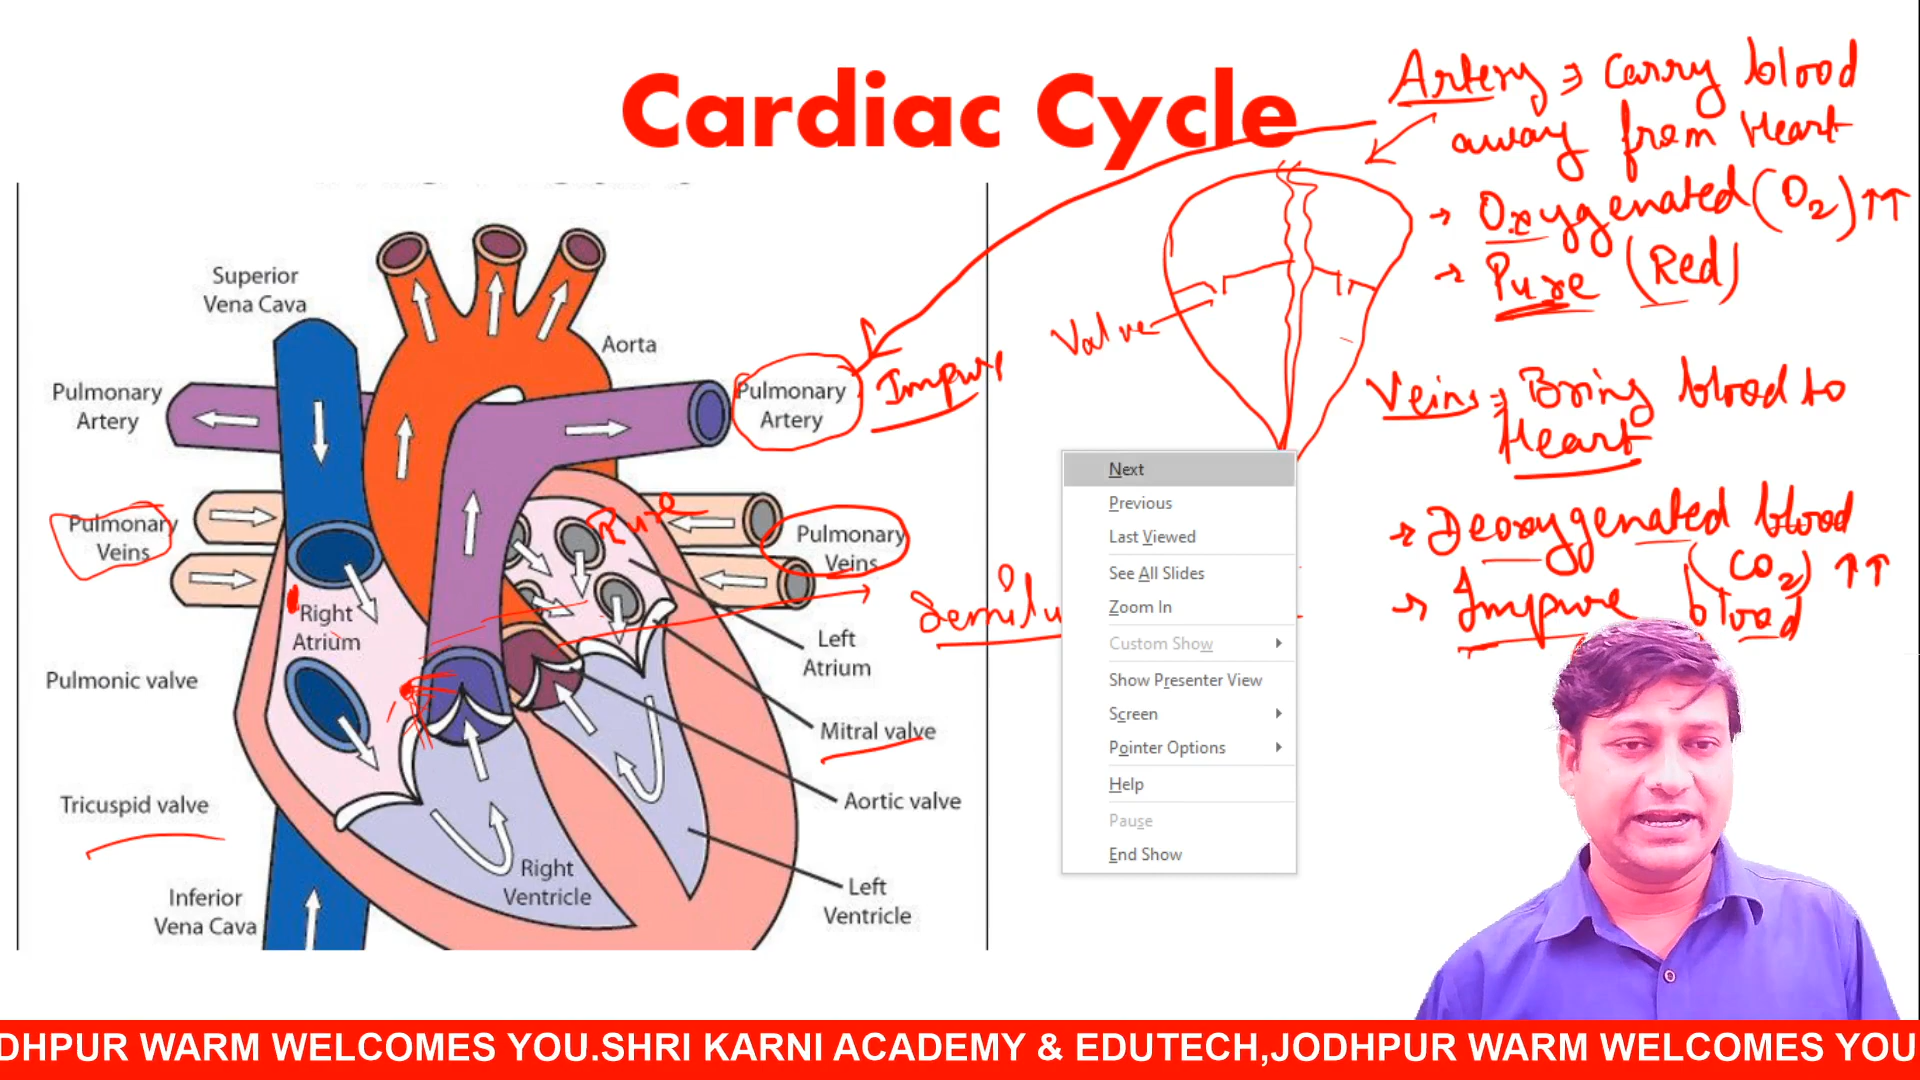 Cardiac Cycle
Artery ⇒ Carry blood
away from Heart
→ Oxygenated (O2) ↑↑
→ Pure (Red)
Superior
Vena Cava
Aorta
Pulmonary
Artery
Pulmonary
Artery
Impure
Valve
Veins ⇒ Bring blood to
Heart
Pulmonary
Veins
Pure
Pulmonary
Veins
→ Deoxygenated blood
(CO2) ↑↑
→ Impure blood
Right
Atrium
Left
Atrium
Pulmonic valve
Mitral valve
Tricuspid valve
Aortic valve
Right
Ventricle
Left
Ventricle
Inferior
Vena Cava
Next
Previous
Last Viewed
See All Slides
Zoom In
Custom Show
Show Presenter View
Screen
Pointer Options
Help
Pause
End Show
DHPUR WARM WELCOMES YOU.SHRI KARNI ACADEMY & EDUTECH,JODHPUR WARM WELCOMES YOU